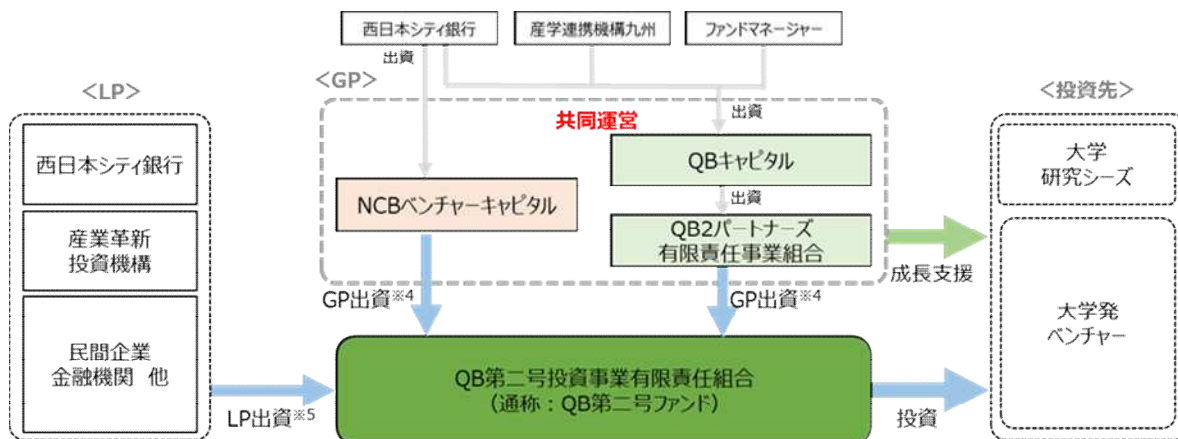 西日本シティ銀行
産学連携機構九州
ファンドマネージャー
出資
<GP>
<LP>
<投資先>
共同運営
出資
西日本シティ銀行
QBキャピタル
大学
研究シーズ
NCBベンチャーキャピタル
出資
産業革新
投資機構
QB2パートナーズ
有限責任事業組合
成長支援
GP出資※4
GP出資※4
大学発
ベンチャー
民間企業
金融機関 他
QB第二号投資事業有限責任組合
(通称:QB第二号ファンド)
LP出資※5
投資